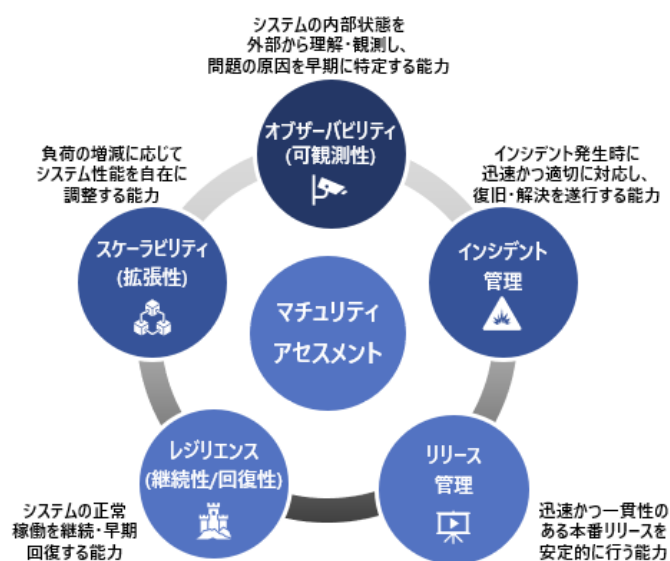 システムの内部状態を
外部から理解・観測し、
問題の原因を早期に特定する能力
オブザーバビリティ
(可観測性)
インシデント発生時に
迅速かつ適切に対応し、
復旧・解決を遂行する能力
インシデント
管理
迅速かつ一貫性の
ある本番リリースを
安定的に行う能力
リリース
管理
システムの正常
稼働を継続・早期
回復する能力
レジリエンス
(継続性/回復性)
負荷の増減に応じて
システム性能を自在に
調整する能力
スケーラビリティ
(拡張性)
マチュリティ
アセスメント